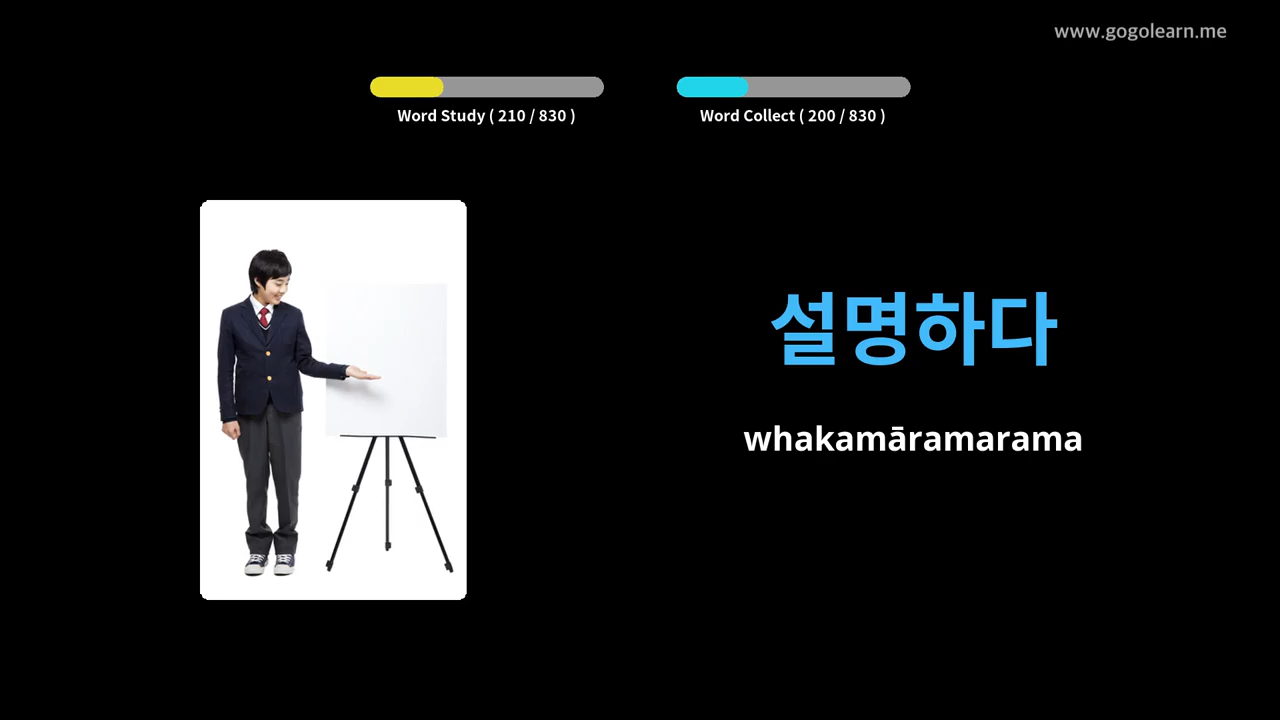 www.gogolearn.me
Word Study ( 210 / 830 )
Word Collect ( 200 / 830 )
설명하다
whakamāramarama